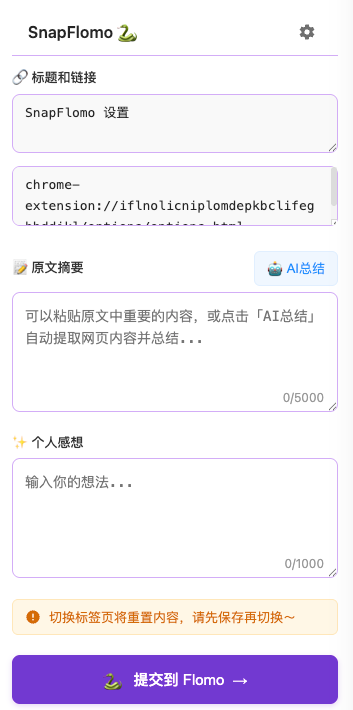 SnapFlomo
标题和链接
SnapFlomo 设置
chrome-
extension://iflnolicniplomdepkbclifeg
原文摘要
AI总结
可以粘贴原文中重要的内容，或点击「AI总结」
自动提取网页内容并总结...
0/5000
个人感想
输入你的想法...
0/1000
切换标签页将重置内容，请先保存再切换～
提交到 Flomo →